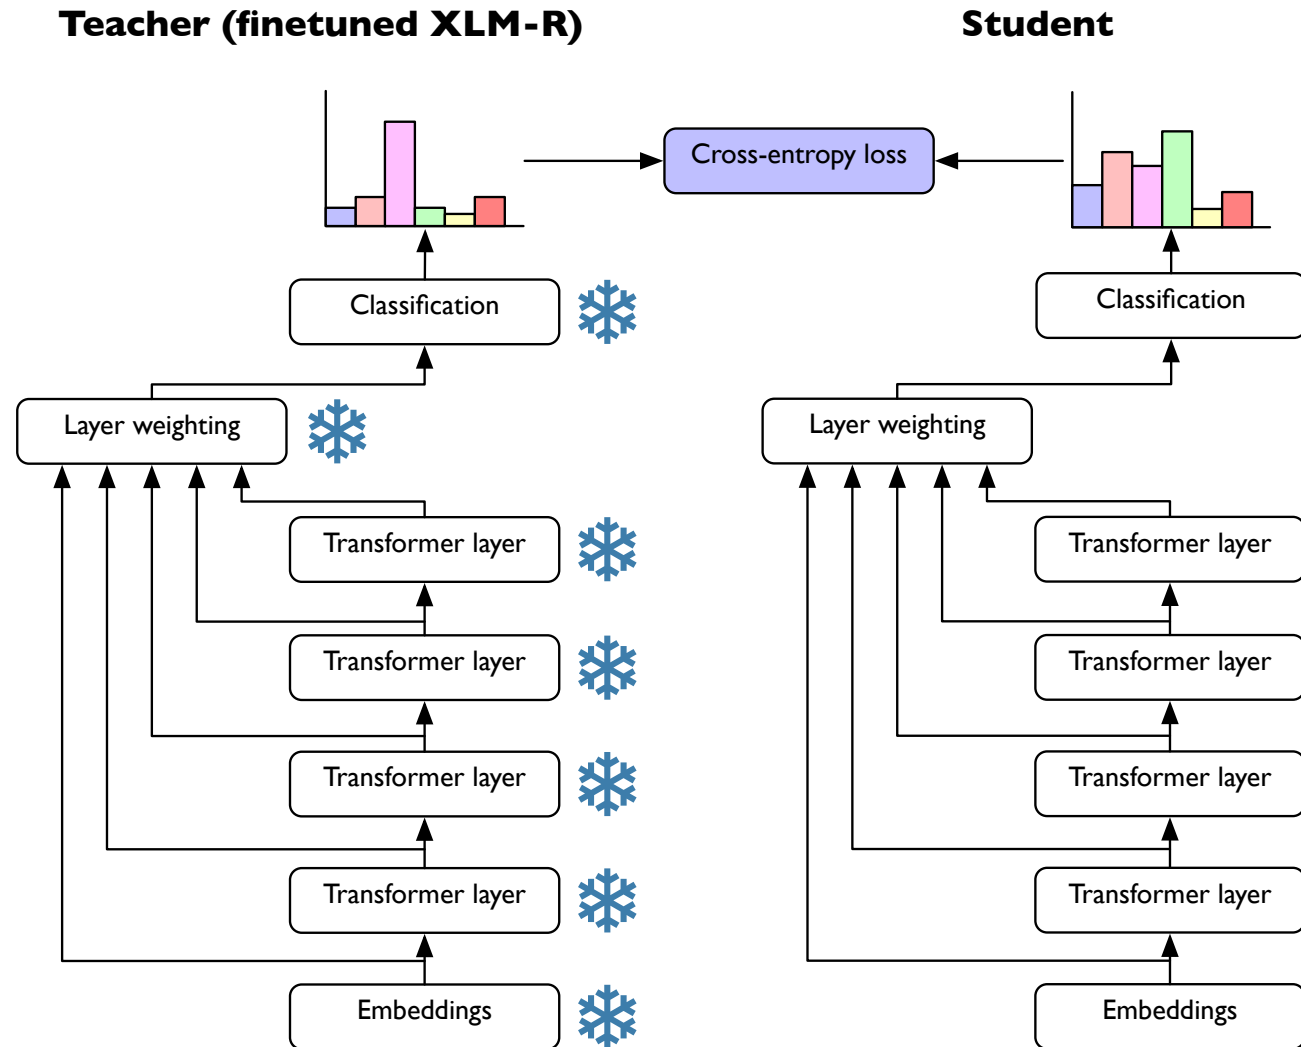 Teacher (finetuned XLM-R)
Student
Cross-entropy loss
Classification
Classification
Layer weighting
Layer weighting
Transformer layer
Transformer layer
Transformer layer
Transformer layer
Transformer layer
Transformer layer
Transformer layer
Transformer layer
Embeddings
Embeddings